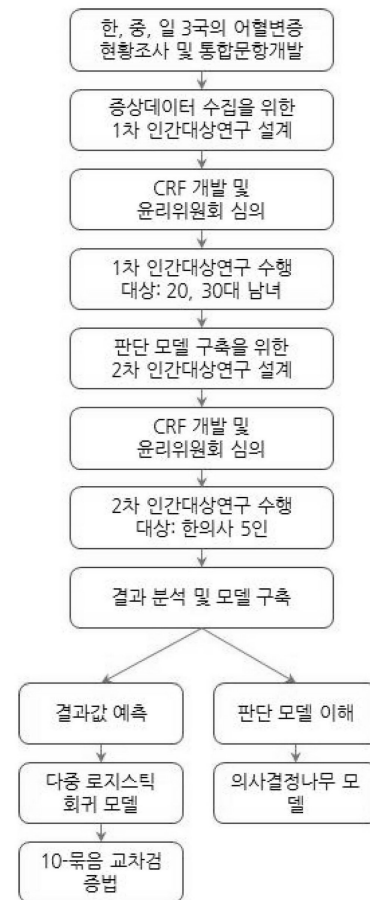 한, 중, 일 3국의 어혈변증
현황조사 및 통합문항개발
증상데이터 수집을 위한
1차 인간대상연구 설계
CRF 개발 및
윤리위원회 심의
1차 인간대상연구 수행
대상: 20, 30대 남녀
판단 모델 구축을 위한
2차 인간대상연구 설계
CRF 개발 및
윤리위원회 심의
2차 인간대상연구 수행
대상: 한의사 5인
결과 분석 및 모델 구축
결과값 예측
판단 모델 이해
다중 로지스틱
회귀 모델
의사결정나무 모
델
10-묶음 교차검
증법